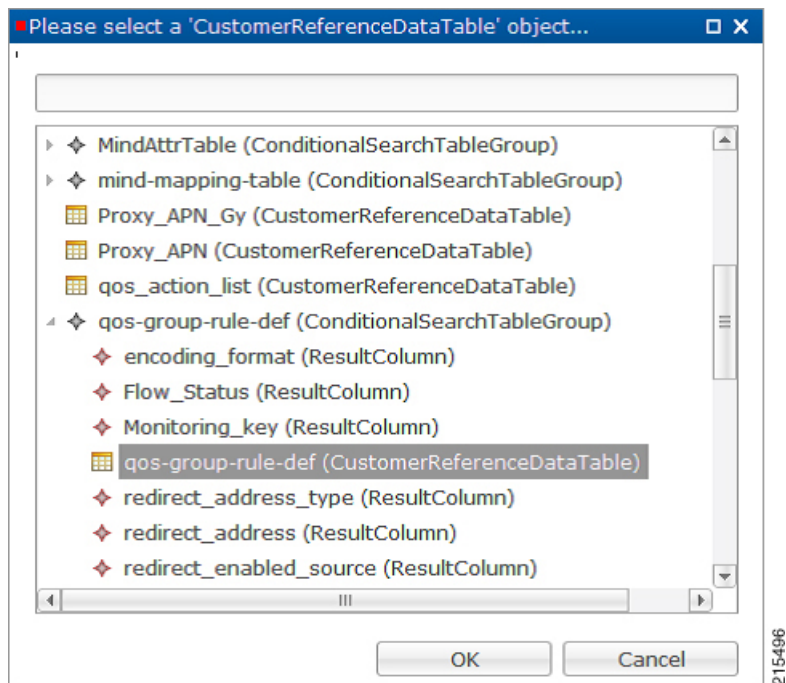 Please select a 'CustomerReferenceDataTable' object...
MindAttrTable (ConditionalSearchTableGroup)
mind-mapping-table (ConditionalSearchTableGroup)
Proxy_APN_Gy (CustomerReferenceDataTable)
Proxy_APN (CustomerReferenceDataTable)
qos_action_list (CustomerReferenceDataTable)
qos-group-rule-def (ConditionalSearchTableGroup)
encoding_format (ResultColumn)
Flow_Status (ResultColumn)
Monitoring_key (ResultColumn)
qos-group-rule-def (CustomerReferenceDataTable)
redirect_address_type (ResultColumn)
redirect_address (ResultColumn)
redirect_enabled_source (ResultColumn)
OK Cancel
215496